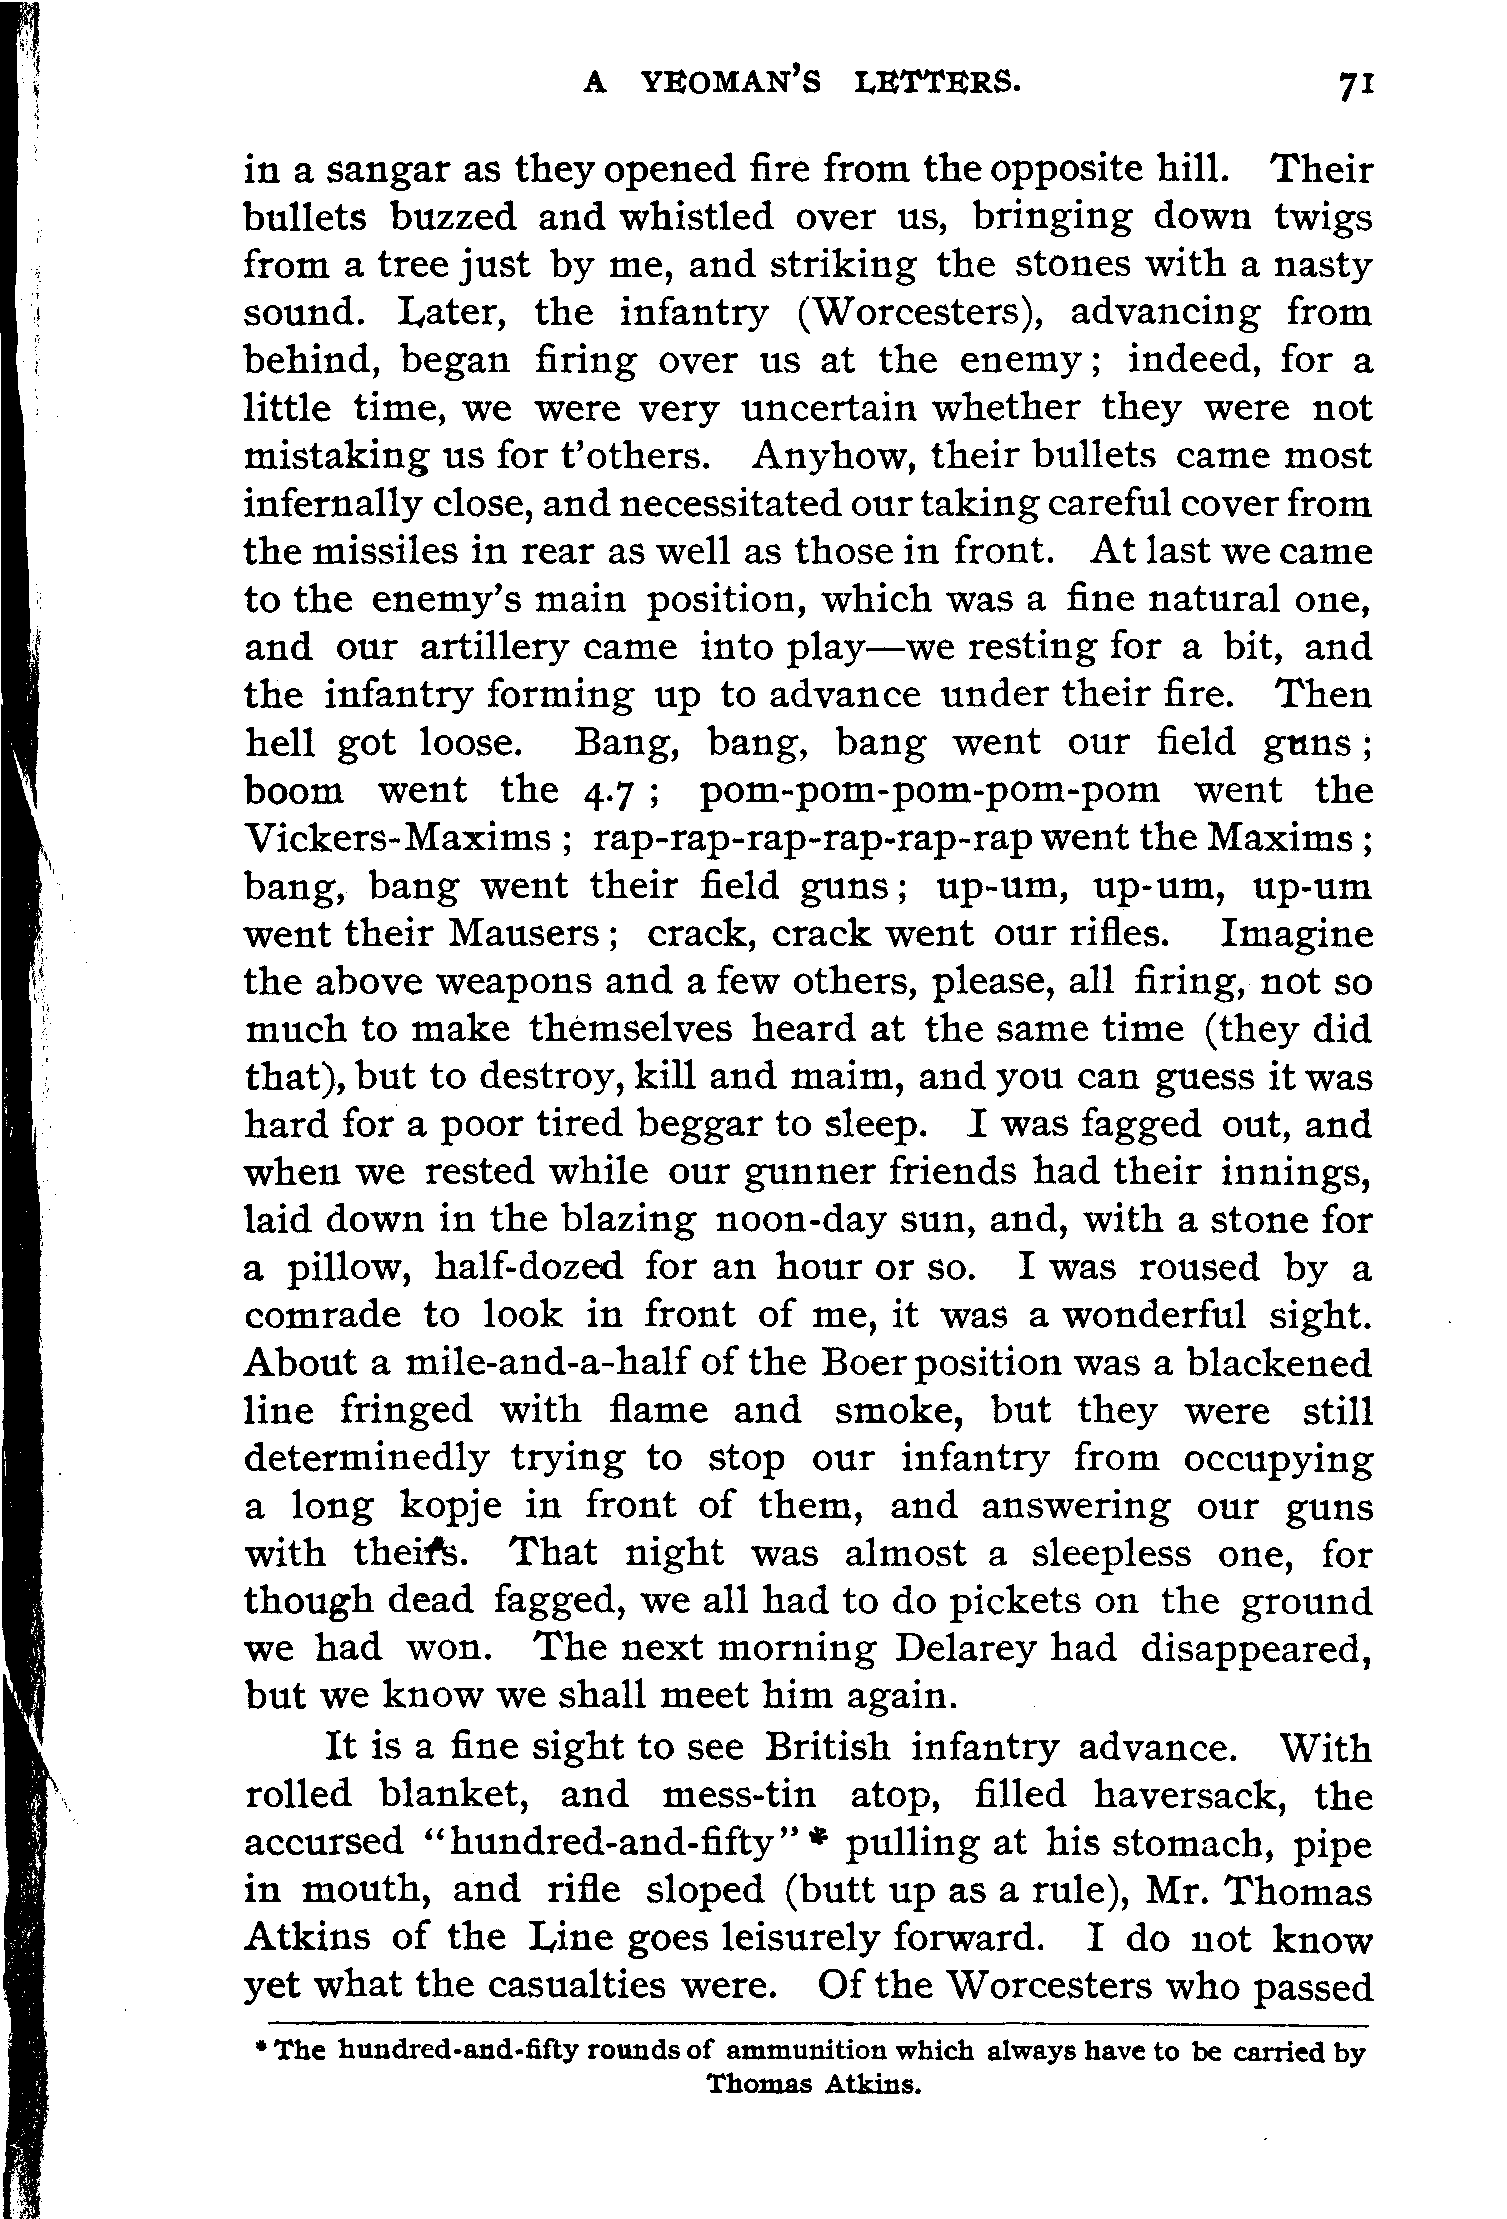 A YEOMAN'S LETTERS. 71
in a sangar as they opened fire from the opposite hill. Their
bullets buzzed and whistled over us, bringing down twigs
from a tree just by me, and striking the stones with a nasty
sound. Later, the infantry (Worcesters), advancing from
behind, began firing over us at the enemy; indeed, for a
little time, we were very uncertain whether they were not
mistaking us for t'others. Anyhow, their bullets came most
infernally close, and necessitated our taking careful cover from
the missiles in rear as well as those in front. At last we came
to the enemy's main position, which was a fine natural one,
and our artillery came into play—we resting for a bit, and
the infantry forming up to advance under their fire. Then
hell got loose. Bang, bang, bang went our field guns;
boom went the 4.7; pom-pom-pom-pom-pom went the
Vickers-Maxims; rap-rap-rap-rap-rap-rap went the Maxims;
bang, bang went their field guns; up-um, up-um, up-um
went their Mausers; crack, crack went our rifles. Imagine
the above weapons and a few others, please, all firing, not so
much to make themselves heard at the same time (they did
that), but to destroy, kill and maim, and you can guess it was
hard for a poor tired beggar to sleep. I was fagged out, and
when we rested while our gunner friends had their innings,
laid down in the blazing noon-day sun, and, with a stone for
a pillow, half-dozed for an hour or so. I was roused by a
comrade to look in front of me, it was a wonderful sight.
About a mile-and-a-half of the Boer position was a blackened
line fringed with flame and smoke, but they were still
determinedly trying to stop our infantry from occupying
a long kopje in front of them, and answering our guns
with theirs. That night was almost a sleepless one, for
though dead fagged, we all had to do pickets on the ground
we had won. The next morning Delarey had disappeared,
but we know we shall meet him again.
It is a fine sight to see British infantry advance. With
rolled blanket, and mess-tin atop, filled haversack, the
accursed "hundred-and-fifty"* pulling at his stomach, pipe
in mouth, and rifle sloped (butt up as a rule), Mr. Thomas
Atkins of the Line goes leisurely forward. I do not know
yet what the casualties were. Of the Worcesters who passed
* The hundred-and-fifty rounds of ammunition which always have to be carried by
Thomas Atkins.